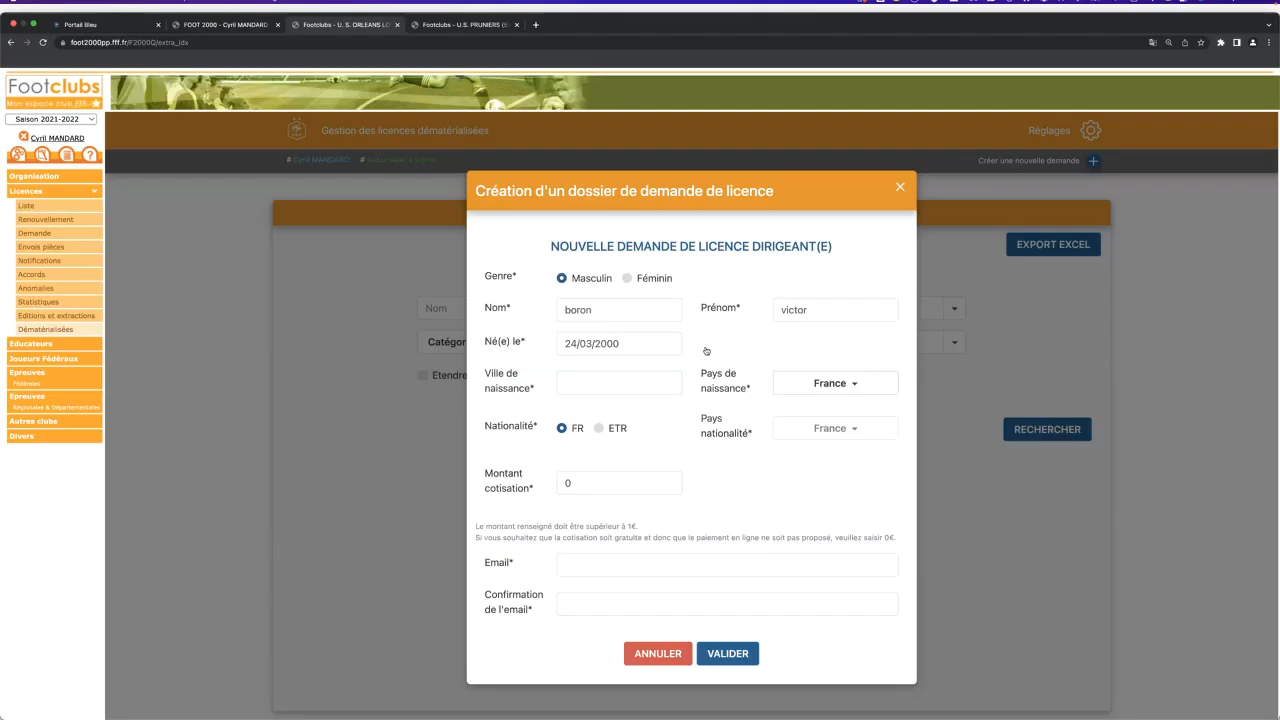 Portail Bleu
FOOT 2000 - Cyril MANDARD
Footclubs - U. S. ORLEANS LO
Footclubs - U.S. PRUNIERS (5
foot2000pp.fff.fr/F2000Q/extra_idx
Footclubs
Mon espace club FFF
Saison 2021-2022
Cyril MANDARD
Organisation
Licences
Liste
Renouvellement
Demande
Envois pièces
Notifications
Accords
Anomalies
Statistiques
Editions et extractions
Dématérialisées
Educateurs
Joueurs Fédéraux
Epreuves
Fédérales
Epreuves
Régionales & Départementales
Autres clubs
Divers
Gestion des licences dématérialisées
Réglages
# Cyril MANDARD #
Créer une nouvelle demande
EXPORT EXCEL
Nom
Catégor
Etendre
RECHERCHER
Création d'un dossier de demande de licence
NOUVELLE DEMANDE DE LICENCE DIRIGEANT(E)
Genre* Masculin Féminin
Nom* boron Prénom* victor
Né(e) le* 24/03/2000
Ville de naissance* Pays de naissance* France
Nationalité* FR ETR Pays nationalité* France
Montant cotisation* 0
Le montant renseigné doit être supérieur à 1€.
Si vous souhaitez que la cotisation soit gratuite et donc que le paiement en ligne ne soit pas proposé, veuillez saisir 0€.
Email*
Confirmation de l'email*
ANNULER VALIDER